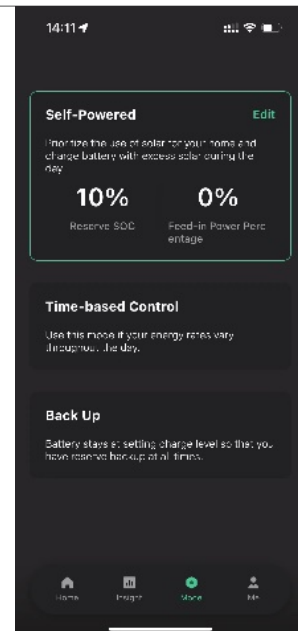 14:11
Self-Powered
Edit
Prioritize the use of solar for your home and
charge battery with excess solar during the
day
10%
0%
Reserve SOC
Feed-in Power Perc
entage
Time-based Control
Use this mode if your energy rates vary
throughout the day.
Back Up
Battery stays at setting charge level so that you
have reserve backup at all times.
Home
Insight
Mode
Me